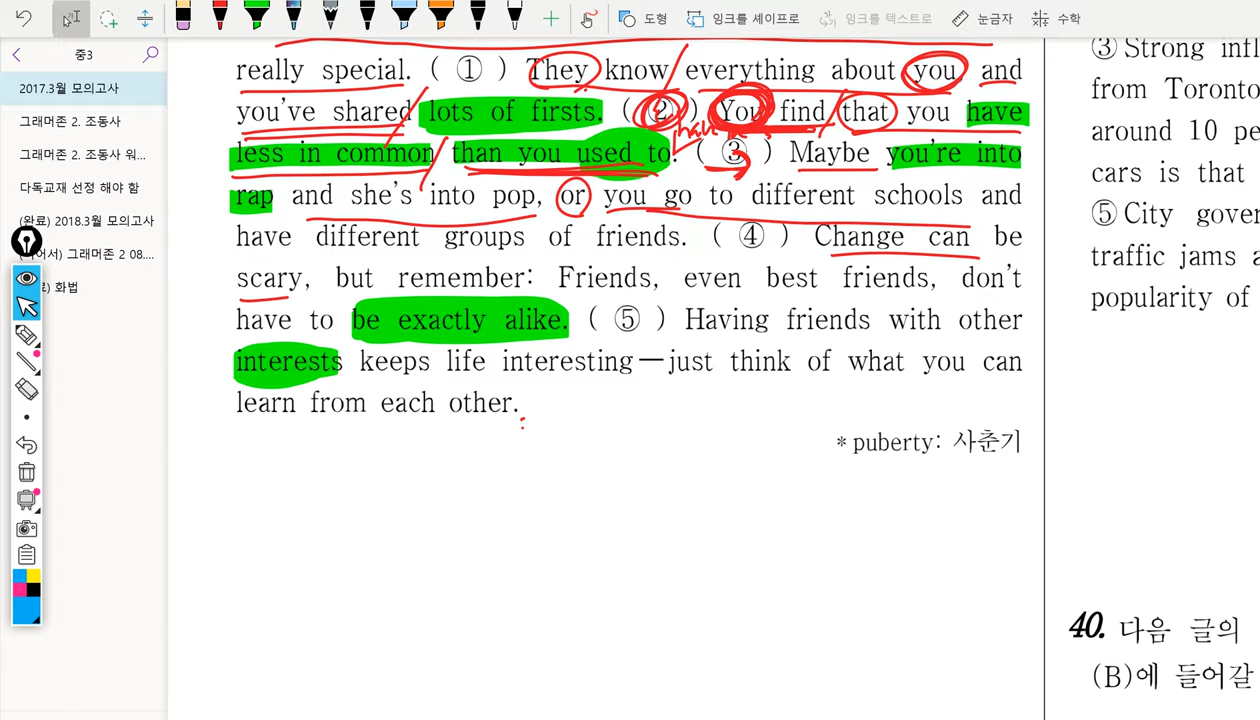 도형
잉크를 셰이프로
잉크를 텍스트로
눈금자
수학
중3
2017.3월 모의고사
그래머존 2. 조동사
그래머존 2. 조동사 워...
다독교재 선정 해야 함
(완료) 2018.3월 모의고사
어서) 그래머존 2 08....
) 화법
really special. ( ① ) They know everything about you and
you've shared lots of firsts. ( ② ) You find that you have
have
less in common than you used to. ( ③ ) Maybe you're into
rap and she's into pop, or you go to different schools and
have different groups of friends. ( ④ ) Change can be
scary, but remember: Friends, even best friends, don't
have to be exactly alike. ( ⑤ ) Having friends with other
interests keeps life interesting—just think of what you can
learn from each other.
* puberty: 사춘기
③ Strong infl
from Toronto
around 10 pe
cars is that
⑤ City gover
traffic jams a
popularity of
40. 다음 글의
(B)에 들어갈